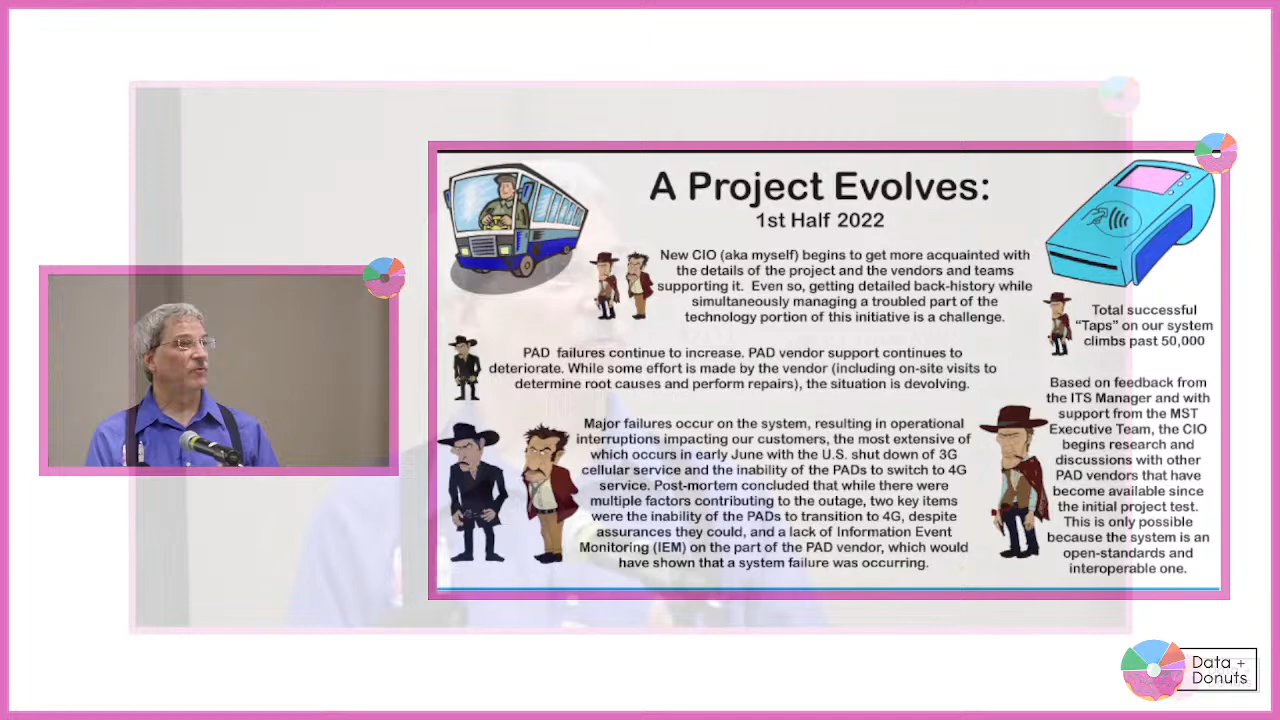 A Project Evolves:
1st Half 2022
New CIO (aka myself) begins to get more acquainted with
the details of the project and the vendors and teams
supporting it. Even so, getting detailed back-history while
simultaneously managing a troubled part of the
technology portion of this initiative is a challenge.
Total successful
“Taps” on our system
climbs past 50,000
PAD failures continue to increase. PAD vendor support continues to
deteriorate. While some effort is made by the vendor (including on-site visits to
determine root causes and perform repairs), the situation is devolving.
Major failures occur on the system, resulting in operational
interruptions impacting our customers, the most extensive of
which occurs in early June with the U.S. shut down of 3G
cellular service and the inability of the PADs to switch to 4G
service. Post-mortem concluded that while there were
multiple factors contributing to the outage, two key items
were the inability of the PADs to transition to 4G, despite
assurances they could, and a lack of Information Event
Monitoring (IEM) on the part of the PAD vendor, which would
have shown that a system failure was occurring.
Based on feedback from
the ITS Manager and with
support from the MST
Executive Team, the CIO
begins research and
discussions with other
PAD vendors that have
become available since
the initial project test.
This is only possible
because the system is an
open-standards and
interoperable one.
Data +
Donuts